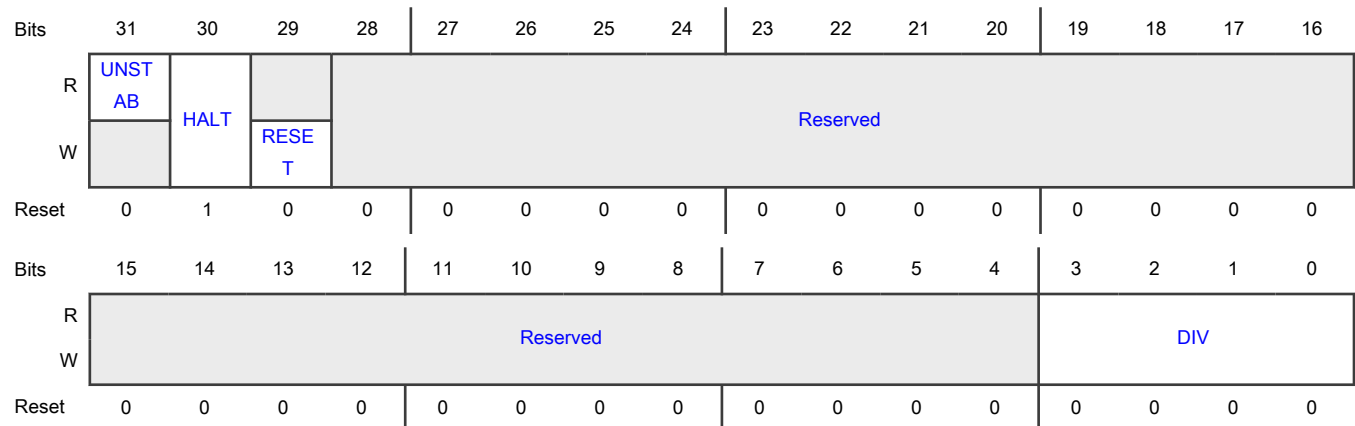 Bits 31 30 29 28 27 26 25 24 23 22 21 20 19 18 17 16
R UNST
AB
HALT Reserved
W RESE
T
Reset 0 1 0 0 0 0 0 0 0 0 0 0 0 0 0 0
Bits 15 14 13 12 11 10 9 8 7 6 5 4 3 2 1 0
R
Reserved DIV
W
Reset 0 0 0 0 0 0 0 0 0 0 0 0 0 0 0 0